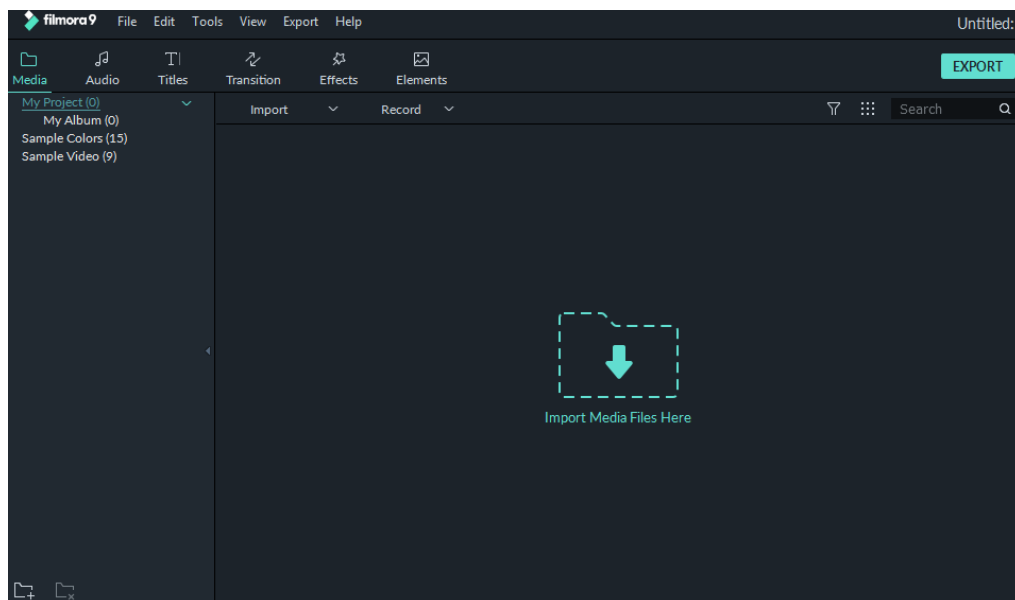 filmora9 File Edit Tools View Export Help Untitled:
Media Audio Titles Transition Effects Elements EXPORT
My Project (0) Import Record Search
My Album (0)
Sample Colors (15)
Sample Video (9)
Import Media Files Here